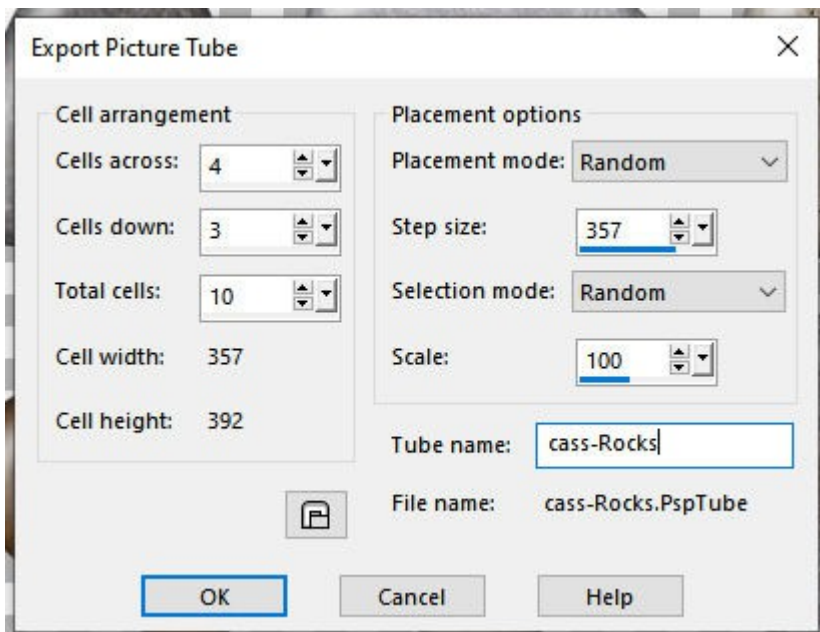 Export Picture Tube
Cell arrangement
Cells across: 4
Cells down: 3
Total cells: 10
Cell width: 357
Cell height: 392
Placement options
Placement mode: Random
Step size: 357
Selection mode: Random
Scale: 100
Tube name: cass-Rocks
File name: cass-Rocks.PspTube
OK
Cancel
Help